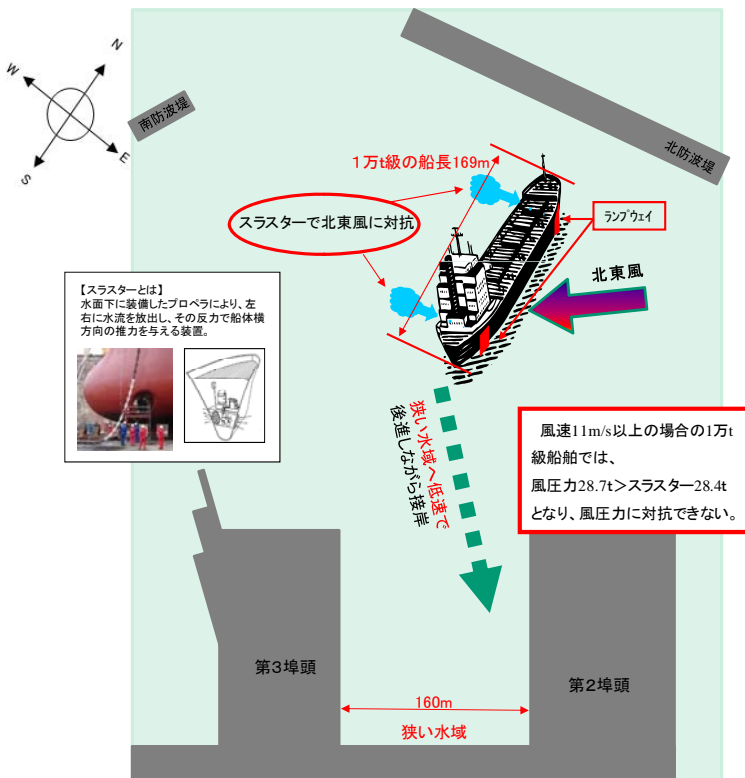 N
W
E
S
南防波堤
北防波堤
1万t級の船長169m
スラスターで北東風に対抗
ランプウェイ
北東風
【スラスターとは】
水面下に装備したプロペラにより、左
右に水流を放出し、その反力で船体横
方向の推力を与える装置。
狭い水域へ低速で
後進しながら接岸
風速11m/s以上の場合の1万t
級船舶では、
風圧力28.7t>スラスター28.4t
となり、風圧力に対抗できない。
第3埠頭
第2埠頭
160m
狭い水域